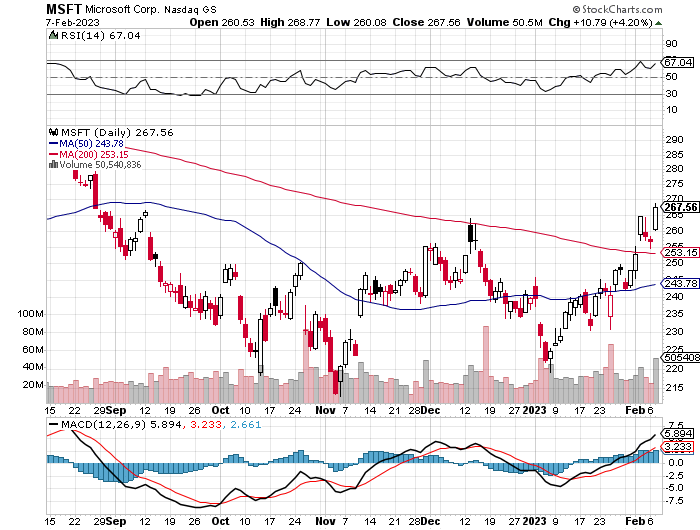 MSFT Microsoft Corp. Nasdaq GS © StockCharts.com
7-Feb-2023 Open 260.53 High 268.77 Low 260.08 Close 267.56 Volume 50.5M Chg +10.79 (+4.20%)
RSI(14) 67.04
90
67.04
50
30
10
MSFT (Daily) 267.56
MA(50) 243.78
MA(200) 253.15
Volume 50,540,836
290
285
280
275
270
267.56
265
260
255
253.15
250
243.78
240
235
230
225
220
215
100M
80M
60M
40M
20M
505408
15 22 29 Sep 12 19 26 Oct 10 17 24 Nov 7 14 21 28 Dec 12 19 27 2023 9 17 23 Feb 6
MACD(12,26,9) 5.894, 3.233, 2.661
7.5
5.894
3.233
0.0
-2.5
-5.0
-7.5
15 22 29 Sep 12 19 26 Oct 10 17 24 Nov 7 14 21 28 Dec 12 19 27 2023 9 17 23 Feb 6